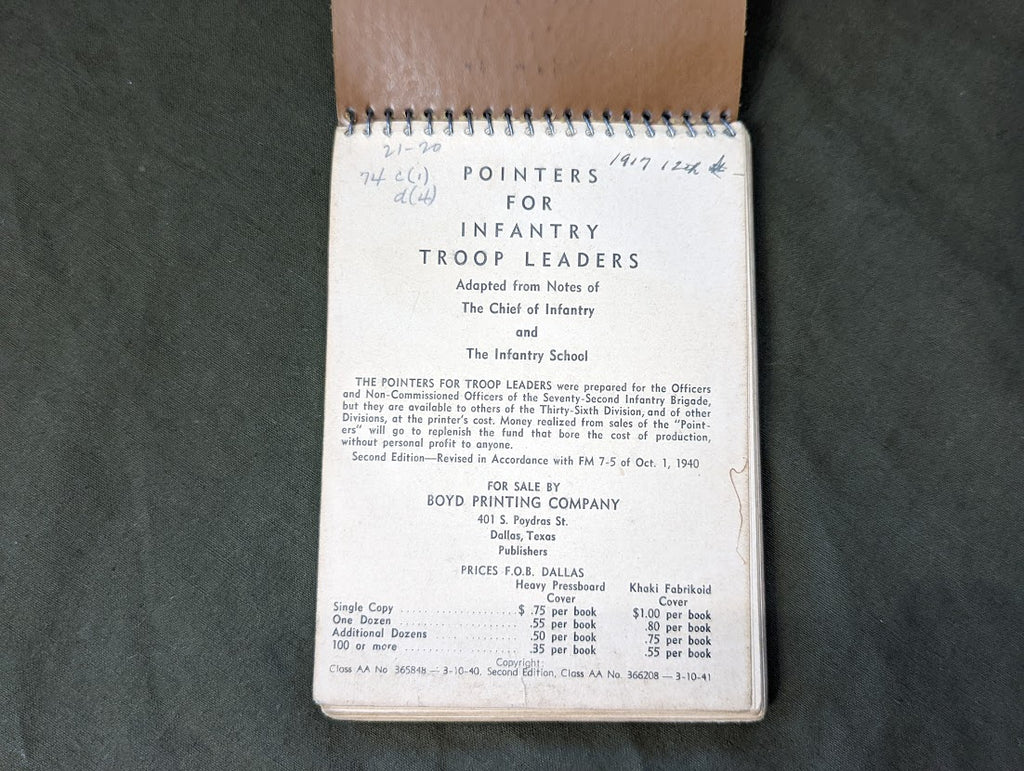 21-20
74 c(1)
d(4)
1917 12th
POINTERS
FOR
INFANTRY
TROOP LEADERS
Adapted from Notes of
The Chief of Infantry
and
The Infantry School
THE POINTERS FOR TROOP LEADERS were prepared for the Officers
and Non-Commissioned Officers of the Seventy-Second Infantry Brigade,
but they are available to others of the Thirty-Sixth Division, and of other
Divisions, at the printer's cost. Money realized from sales of the "Point-
ers" will go to replenish the fund that bore the cost of production,
without personal profit to anyone.
Second Edition—Revised in Accordance with FM 7-5 of Oct. 1, 1940
FOR SALE BY
BOYD PRINTING COMPANY
401 S. Poydras St.
Dallas, Texas
Publishers
PRICES F.O.B. DALLAS
Heavy Pressboard Khaki Fabrikoid
Cover Cover
Single Copy . . . . . . . . . . . . . . . . $ .75 per book $1.00 per book
One Dozen . . . . . . . . . . . . . . . . .55 per book .80 per book
Additional Dozens . . . . . . . . . . . .50 per book .75 per book
100 or more . . . . . . . . . . . . . . . .35 per book .55 per book
Copyright:
Class AA No. 365848 — 3-10-40, Second Edition, Class AA No. 366208 — 3-10-41